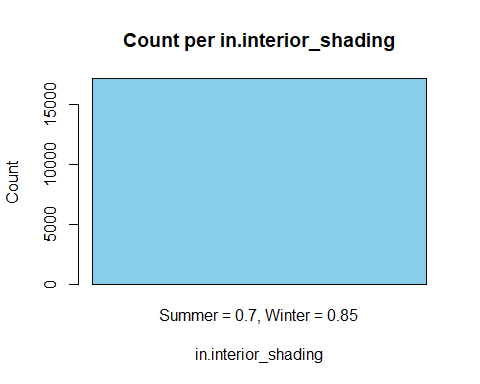 Count per in.interior_shading
Count
15000
10000
5000
0
Summer = 0.7, Winter = 0.85
in.interior_shading